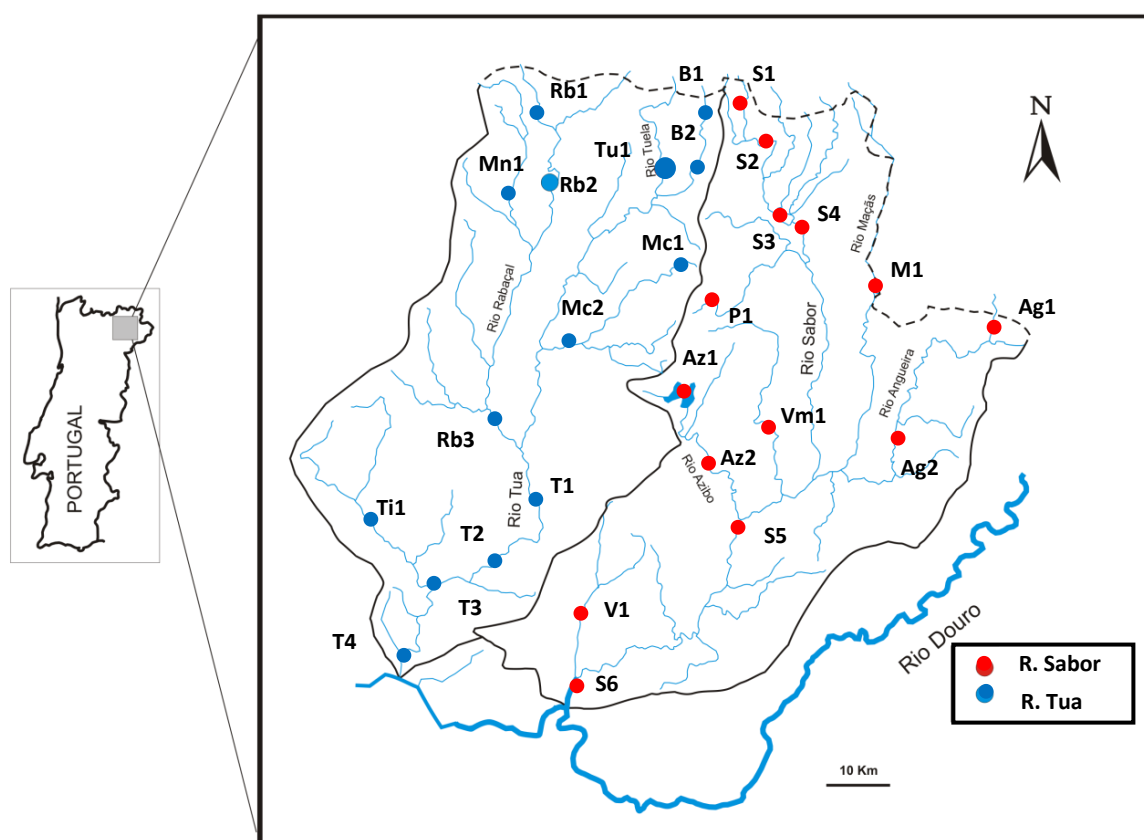 B1
S1
Rb1
N
B2
Rio Tuela
Tu1
S2
Mn1
Rb2
S4
S3
Rio Maçãs
Mc1
M1
Rio Rabaçal
Mc2
P1
Rio Sabor
Ag1
Az1
Rio Angueira
Vm1
Rb3
Az2
Ag2
Rio Azibo
Rio Tua
T1
Ti1
T2
S5
T3
V1
T4
S6
Rio Douro
R. Sabor
R. Tua
10 Km
PORTUGAL